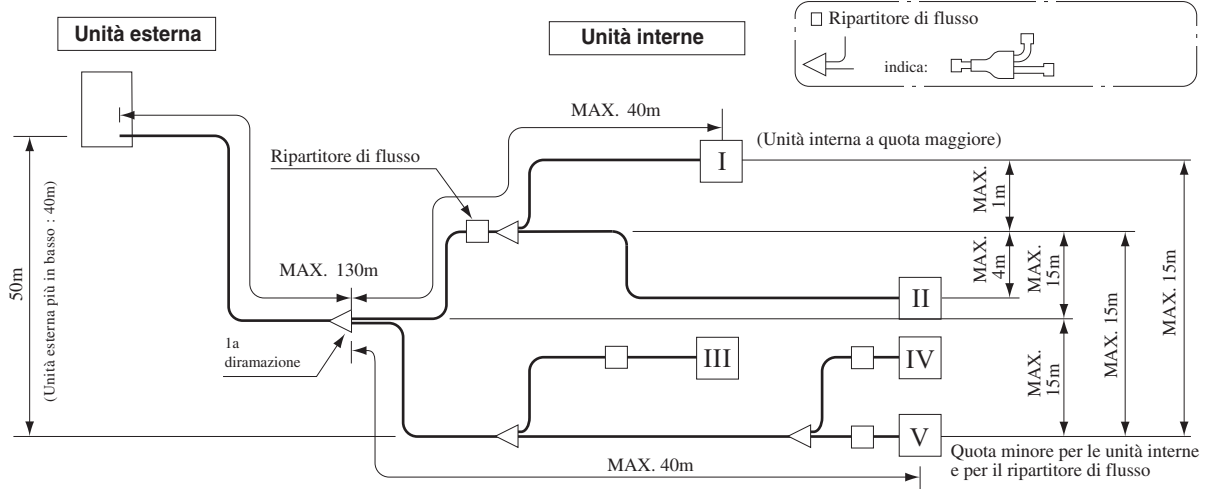 Unità esterna
Unità interne
Ripartitore di flusso
indica:
MAX. 40m
(Unità interna a quota maggiore)
I
Ripartitore di flusso
MAX. 1m
MAX. 130m
MAX. 4m
MAX. 15m
MAX. 15m
MAX. 15m
50m
(Unità esterna più in basso : 40m)
II
1a
diramazione
III
IV
MAX. 15m
V
MAX. 40m
Quota minore per le unità interne
e per il ripartitore di flusso